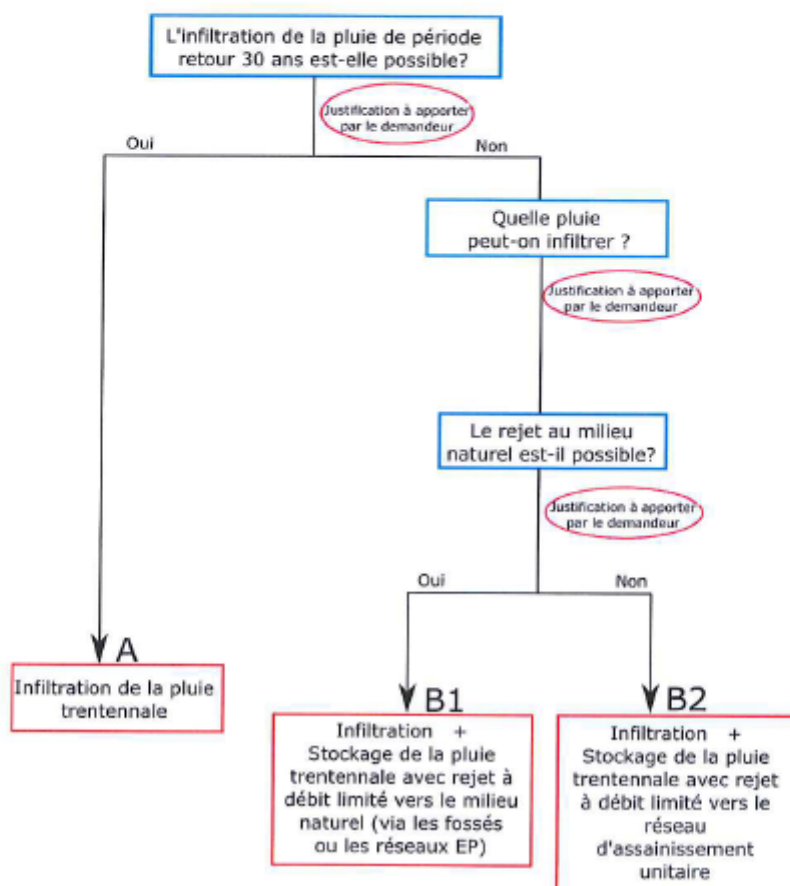 L'infiltration de la pluie de période
retour 30 ans est-elle possible?
Justification à apporter
par le demandeur
Oui
Non
Quelle pluie
peut-on infiltrer ?
Justification à apporter
par le demandeur
Le rejet au milieu
naturel est-il possible?
Justification à apporter
par le demandeur
Oui
Non
A
Infiltration de la pluie
trentennale
B1
Infiltration +
Stockage de la pluie
trentennale avec rejet à
débit limité vers le milieu
naturel (via les fossés
ou les réseaux EP)
B2
Infiltration +
Stockage de la pluie
trentennale avec rejet
à débit limité vers le
réseau
d'assainissement
unitaire